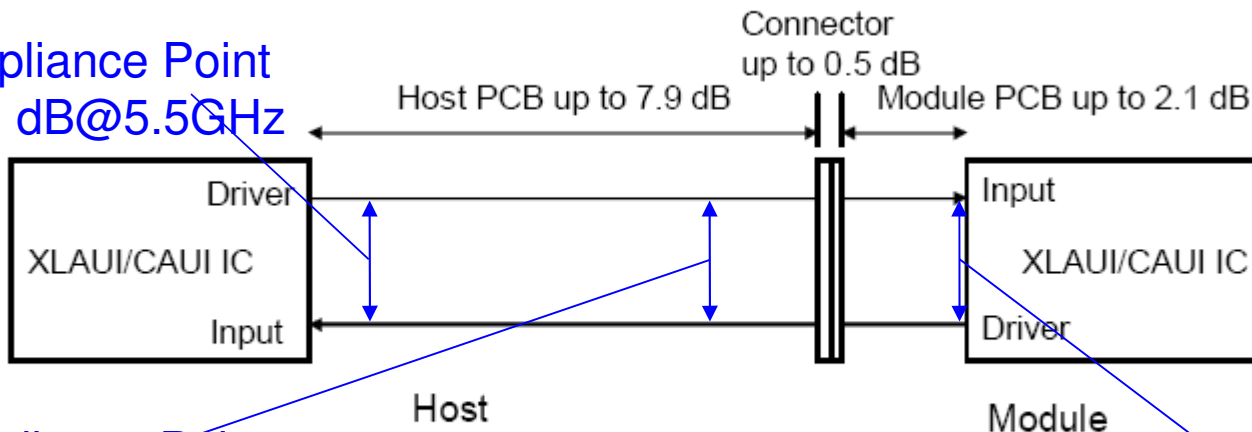 Connector
up to 0.5 dB
pliance Point
dB@5.5GHz
Host PCB up to 7.9 dB
Module PCB up to 2.1 dB
Driver
Input
XLAUI/CAUI IC
XLAUI/CAUI IC
Input
Driver
Host
Module